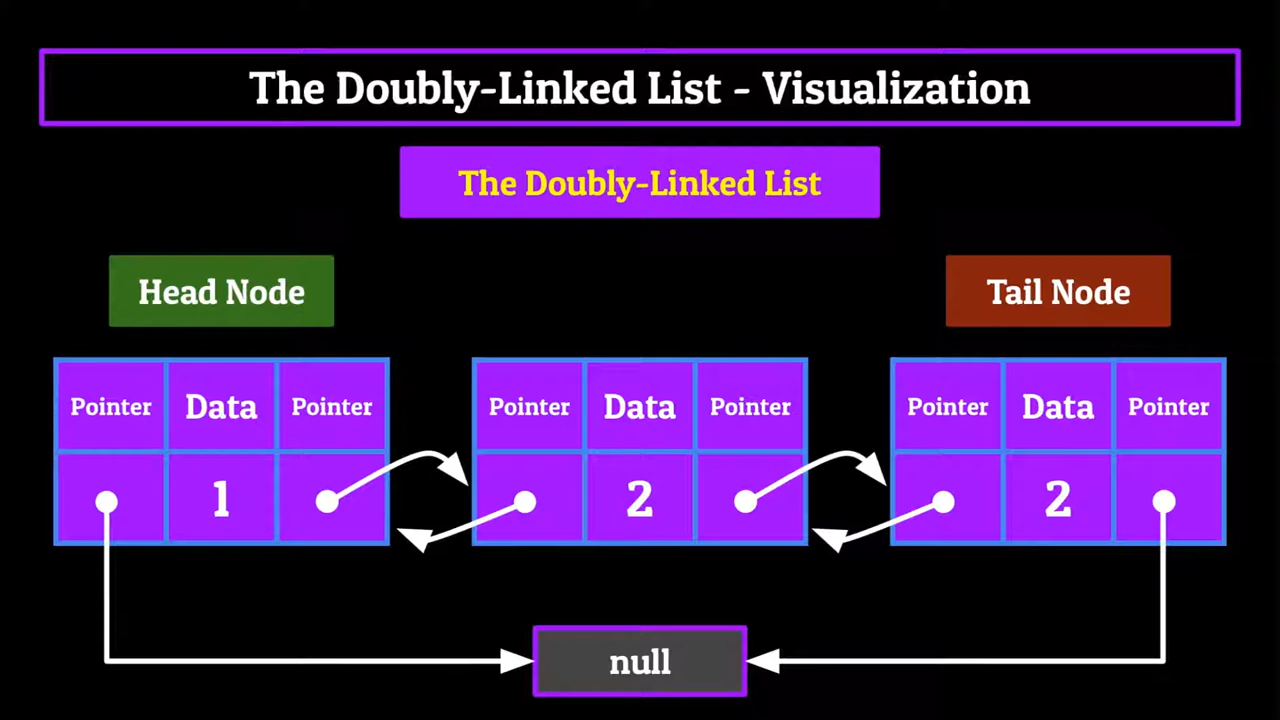 The Doubly-Linked List - Visualization
The Doubly-Linked List
Head Node
Tail Node
Pointer Data Pointer
1
Pointer Data Pointer
2
Pointer Data Pointer
2
null